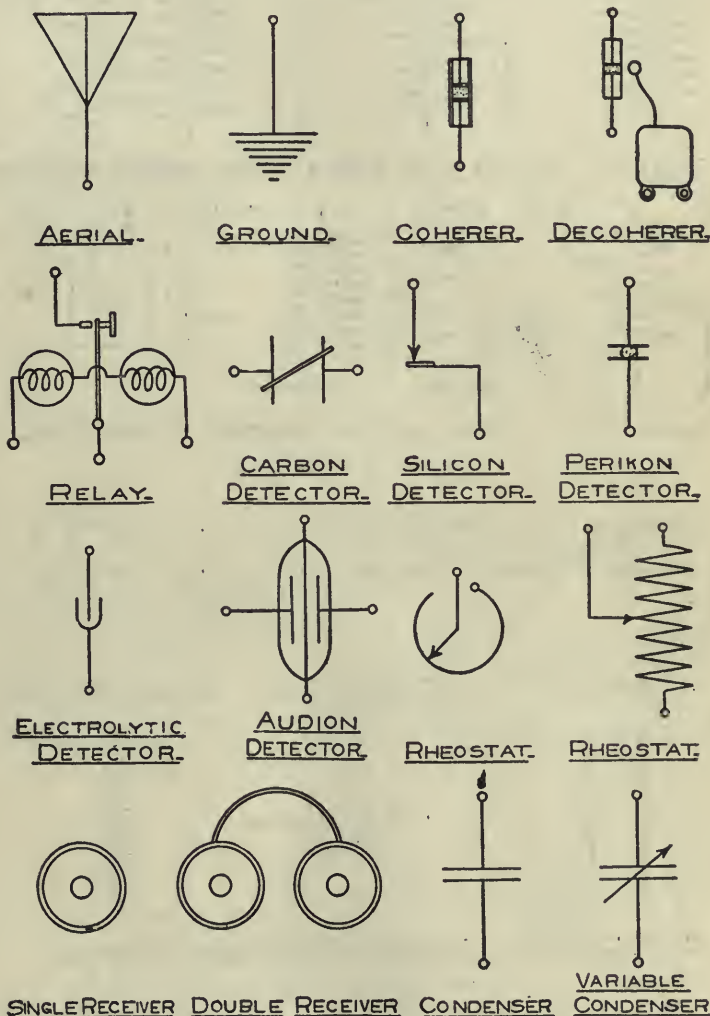 AERIAL.
GROUND.
COHERER.
DECOHERER.
RELAY.
CARBON
DETECTOR.
SILICON
DETECTOR.
PERIKON
DETECTOR.
ELECTROLYTIC
DETECTOR.
AUDION
DETECTOR.
RHEOSTAT.
RHEOSTAT.
SINGLE RECEIVER
DOUBLE RECEIVER
CONDENSER
VARIABLE
CONDENSER